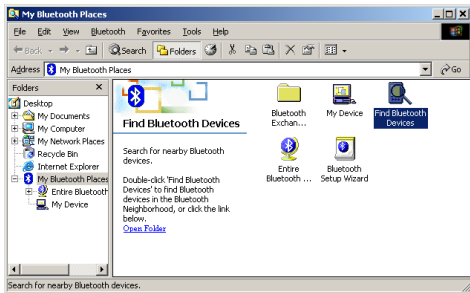 My Bluetooth Places
File Edit View Bluetooth Favorites Tools Help
Back Search Folders
Address My Bluetooth Places Go
Folders
Desktop
My Documents
My Computer
My Network Places
Recycle Bin
Internet Explorer
My Bluetooth Places
Entire Bluetooth
My Device
Find Bluetooth Devices
Search for nearby Bluetooth
devices.
Double-click 'Find Bluetooth
Devices' to find Bluetooth
devices in the Bluetooth
Neighborhood, or click the link
below.
Open Folder
Bluetooth
Exchan...
My Device
Find Bluetooth
Devices
Entire
Bluetooth ...
Bluetooth
Setup Wizard
Search for nearby Bluetooth devices.